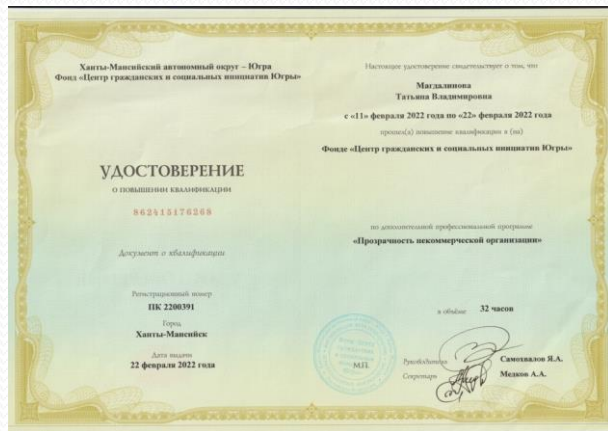 Ханты-Мансийский автономный округ – Югра
Фонд «Центр гражданских и социальных инициатив Югры»
УДОСТОВЕРЕНИЕ
О ПОВЫШЕНИИ КВАЛИФИКАЦИИ
862415176268
Документ о квалификации
Регистрационный номер
ПК 2200391
Город
Ханты-Мансийск
Дата выдачи
22 февраля 2022 года
Настоящее удостоверение свидетельствует о том, что
Магдалинова
Татьяна Владимировна
с «11» февраля 2022 года по «22» февраля 2022 года
прошел(а) повышение квалификации в (на)
Фонде «Центр гражданских и социальных инициатив Югры»
по дополнительной профессиональной программе
«Прозрачность некоммерческой организации»
в объёме 32 часов
М.П.
Руководитель Самотвалов Я.А.
Секретарь Медков А.А.